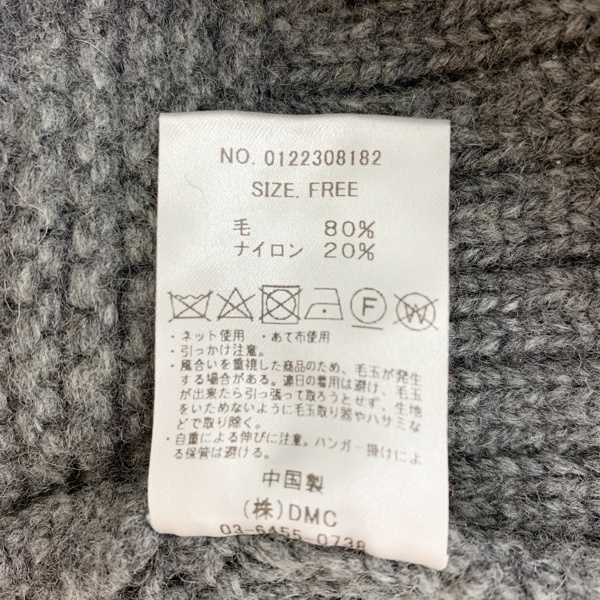 NO. 0122308182
SIZE. FREE
毛 80%
ナイロン 20%
F W
・ネット使用 ・あて布使用
・引っかけ注意。
・風合いを重視した商品のため、毛玉が発生
する場合がある。連日の着用は避け、毛玉
が出来たら引っ張って取ろうとせず、生地
をいためないように毛玉取り器やハサミな
どで取り除く。
・自重による伸びに注意。ハンガー掛けによ
る保管は避ける。
中国製
(株)DMC
03-6455-0738